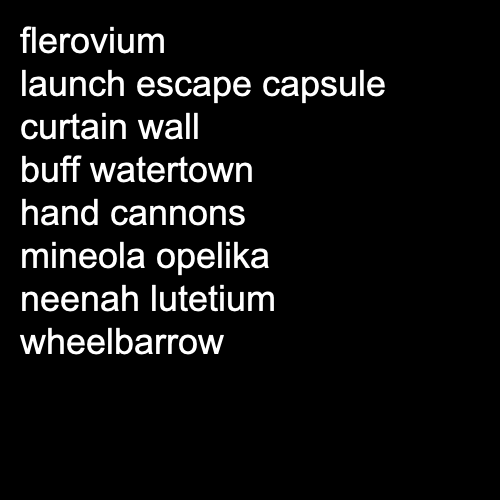 flerovium
launch escape capsule
curtain wall
buff watertown
hand cannons
mineola opelika
neenah lutetium
wheelbarrow